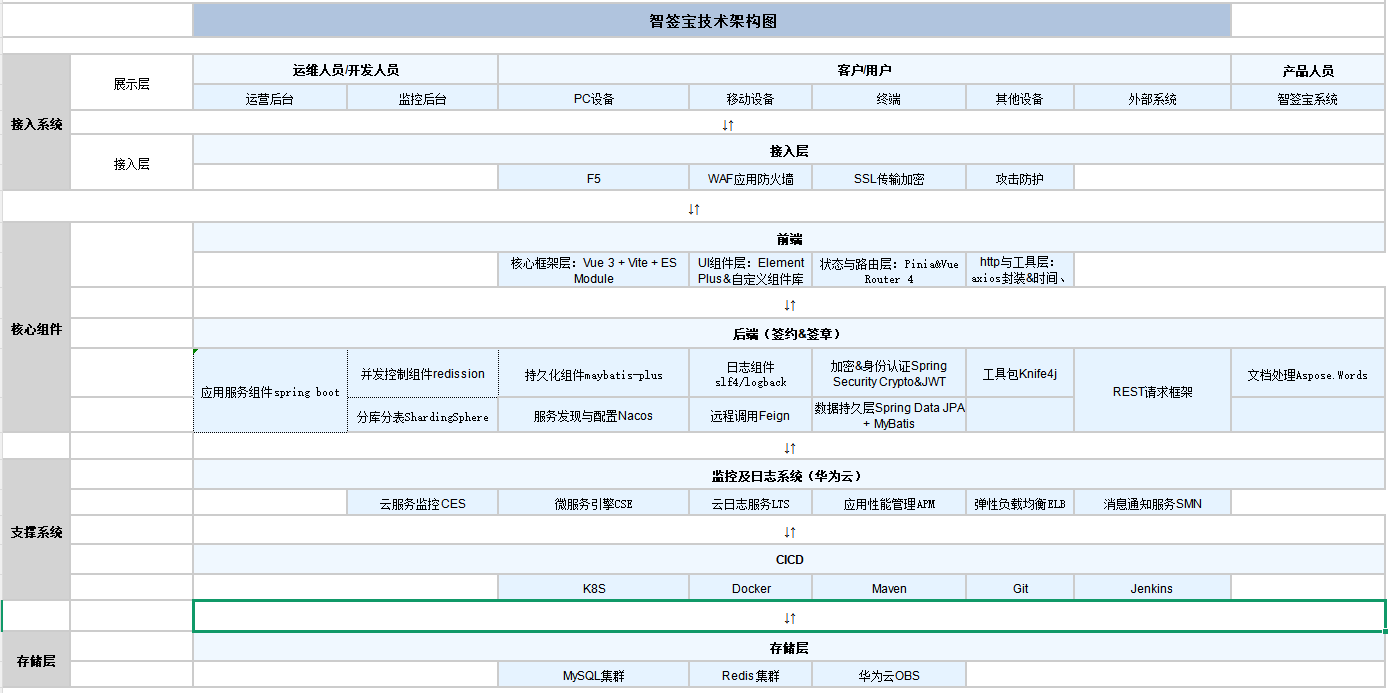 智签宝技术架构图
接入系统
展示层
运维人员/开发人员
客户/用户
产品人员
运营后台
监控后台
PC设备
移动设备
终端
其他设备
外部系统
智签宝系统
↓↑
接入层
接入层
F5
WAF应用防火墙
SSL传输加密
攻击防护
↓↑
核心组件
前端
核心框架层：Vue 3 + Vite + ES
Module
UI组件层：Element
Plus&自定义组件库
状态与路由层：Pinia&Vue
Router 4
http与工具层：
axios封装&时间、
↓↑
后端（签约&签章）
应用服务组件spring boot
并发控制组件redission
持久化组件maybatis-plus
日志组件
slf4/logback
加密&身份认证Spring
Security Crypto&JWT
工具包Knife4j
REST请求框架
文档处理Aspose.Words
分库分表ShardingSphere
服务发现与配置Nacos
远程调用Feign
数据持久层Spring Data JPA
+ MyBatis
↓↑
支撑系统
监控及日志系统（华为云）
云服务监控CES
微服务引擎CSE
云日志服务LTS
应用性能管理APM
弹性负载均衡ELB
消息通知服务SMN
↓↑
CICD
K8S
Docker
Maven
Git
Jenkins
↓↑
存储层
存储层
MySQL集群
Redis集群
华为云OBS